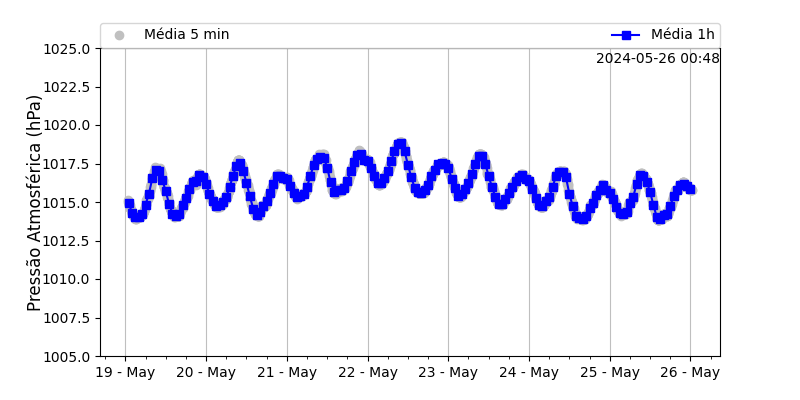 Média 5 min
Média 1h
2024-05-26 00:48
Pressão Atmosférica (hPa)
1025.0
1022.5
1020.0
1017.5
1015.0
1012.5
1010.0
1007.5
1005.0
19 - May
20 - May
21 - May
22 - May
23 - May
24 - May
25 - May
26 - May